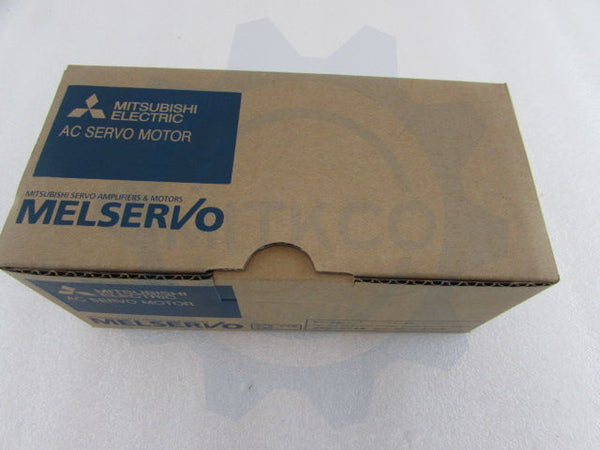 MITSUBISHI
ELECTRIC
AC SERVO MOTOR
MITSUBISHI SERVO AMPLIFIERS & MOTORS
MELSERVO
MITSUBISHI
ELECTRIC
AC SERVO MOTOR
MELSERVO